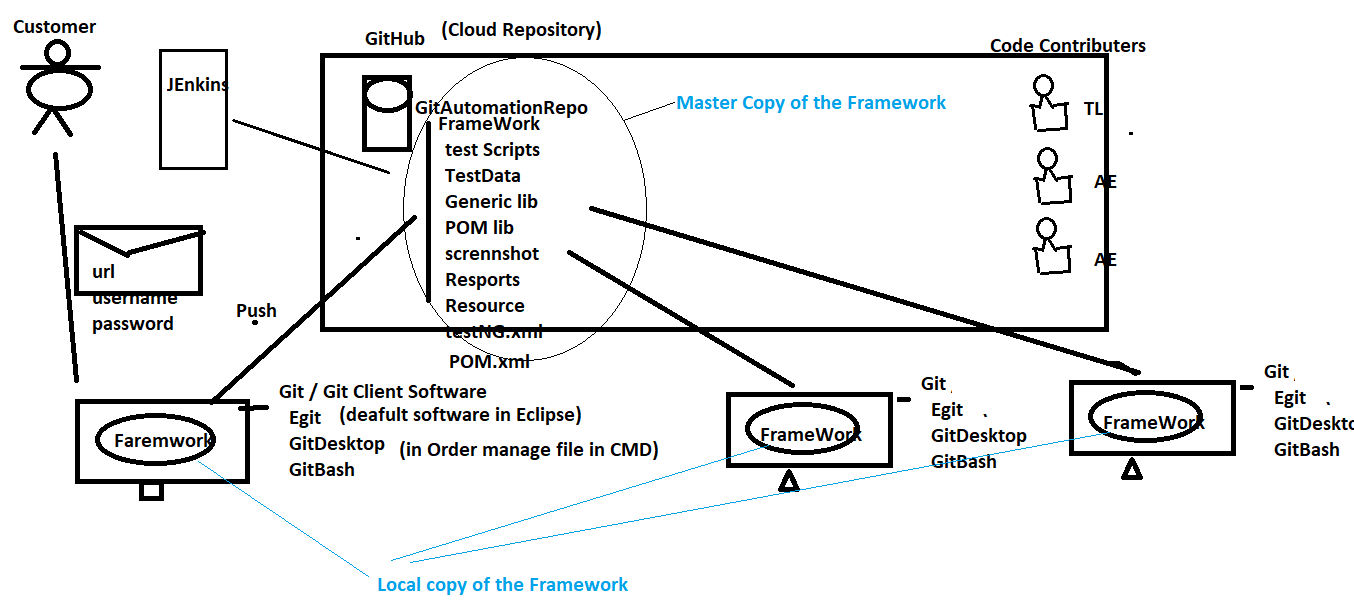 Customer
JEnkins
GitHub
(Cloud Repository)
Code Contributers
GitAutomationRepo
FrameWork
test Scripts
TestData
Generic lib
POM lib
scrennshot
Resports
Resource
testNG.xml
POM.xml
Master Copy of the Framework
TL
AE
AE
url
username
password
Push
Faremwork
Git / Git Client Software
Egit (deafult software in Eclipse)
GitDesktop (in Order manage file in CMD)
GitBash
FrameWork
Git
Egit
GitDesktop
GitBash
FrameWork
Git
Egit
GitDeskto
GitBash
Local copy of the Framework